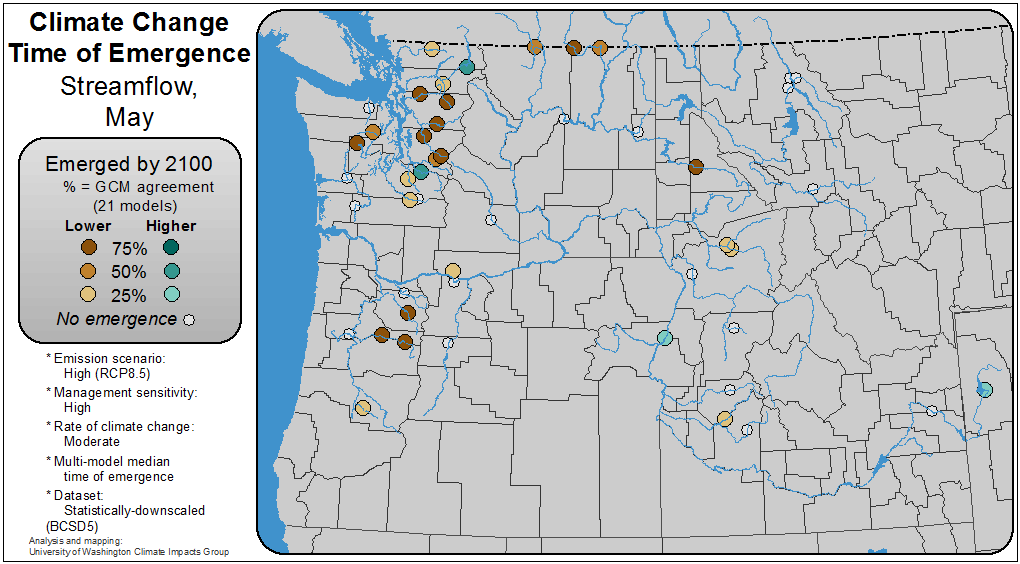 Climate Change
Time of Emergence
Streamflow,
May
Emerged by 2100
% = GCM agreement
(21 models)
Lower Higher
75%
50%
25%
No emergence
* Emission scenario:
High (RCP8.5)
* Management sensitivity:
High
* Rate of climate change:
Moderate
* Multi-model median
time of emergence
* Dataset:
Statistically-downscaled
(BCSD5)
Analysis and mapping:
University of Washington Climate Impacts Group